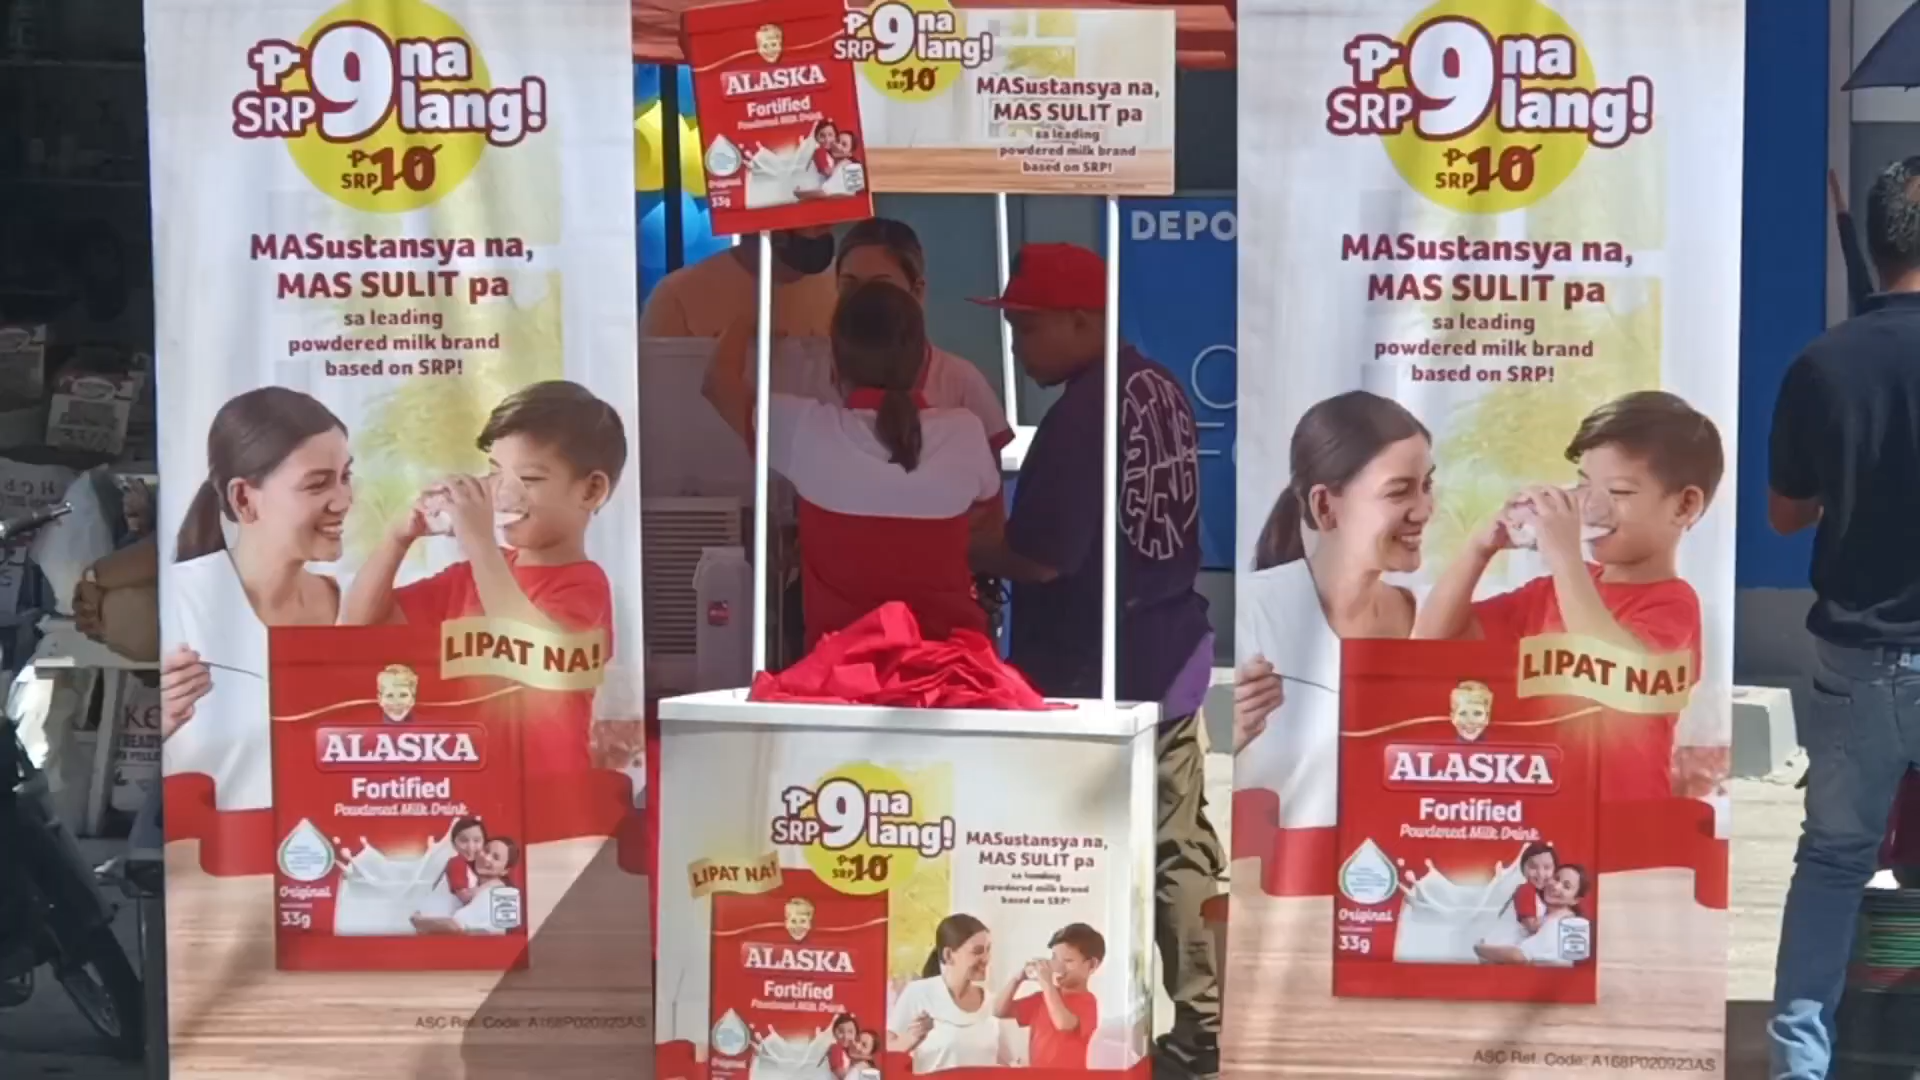 ₱ 9 na
SRP lang!
₱
SRP 10
MASustansya na,
MAS SULIT pa
sa leading
powdered milk brand
based on SRP!
LIPAT NA!
ALASKA
Fortified
Powdered Milk Drink
Original
33g
ASC Ref. Code: A168P020923AS
ALASKA
Fortified
Powdered Milk Drink
Original
33g
₱ 9 na
SRP lang!
₱
SRP 10
MASustansya na,
MAS SULIT pa
sa leading
powdered milk brand
based on SRP!
DEPO
₱ 9 na
SRP lang!
₱
SRP 10
LIPAT NA!
MASustansya na,
MAS SULIT pa
sa leading
powdered milk brand
based on SRP!
ALASKA
Fortified
Powdered Milk Drink
₱ 9 na
SRP lang!
₱
SRP 10
MASustansya na,
MAS SULIT pa
sa leading
powdered milk brand
based on SRP!
LIPAT NA!
ALASKA
Fortified
Powdered Milk Drink
Original
33g
ASC Ref. Code: A168P020923AS